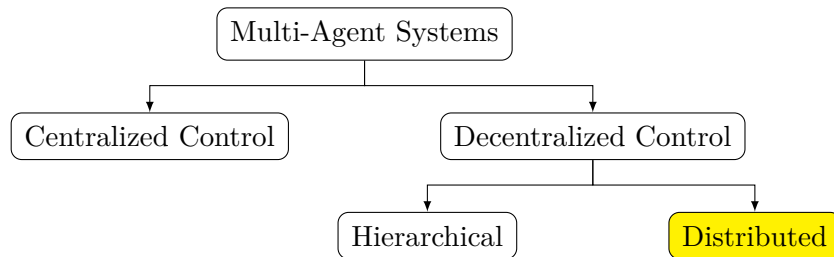 Multi-Agent Systems
Centralized Control
Decentralized Control
Hierarchical
Distributed